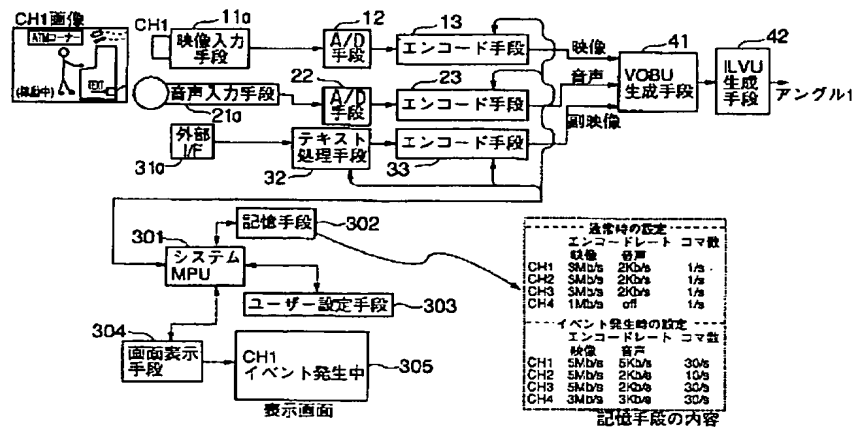 CH1画像
ATMコーナー
EXIT
(録画中)
CH1
11a
映像入力
手段
12
A/D
手段
13
エンコード手段
映像
21a
音声入力手段
22
A/D
手段
23
エンコード手段
音声
31a
外部
I/F
32
テキスト
処理手段
33
エンコード手段
副映像
41
VOBU
生成手段
42
ILVU
生成
手段
アングル1
301
システム
MPU
302
記憶手段
303
ユーザー設定手段
304
画面表示
手段
305
CH1
イベント発生中
表示画面
通常時の設定
エンコードレート コマ数
映像 音声
CH1 3Mb/s 2Kb/s 1/s
CH2 3Mb/s 2Kb/s 1/s
CH3 3Mb/s 2Kb/s 1/s
CH4 1Mb/s off 1/s
イベント発生時の設定
エンコードレート コマ数
映像 音声
CH1 5Mb/s 5Kb/s 30/s
CH2 5Mb/s 2Kb/s 10/s
CH3 5Mb/s 2Kb/s 30/s
CH4 3Mb/s 3Kb/s 30/s
記憶手段の内容